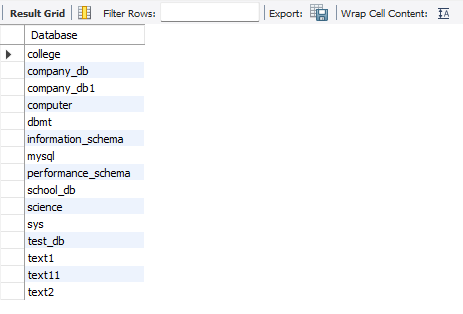 Result Grid Filter Rows: Export: Wrap Cell Content:
Database
college
company_db
company_db1
computer
dbmt
information_schema
mysql
performance_schema
school_db
science
sys
test_db
text1
text11
text2